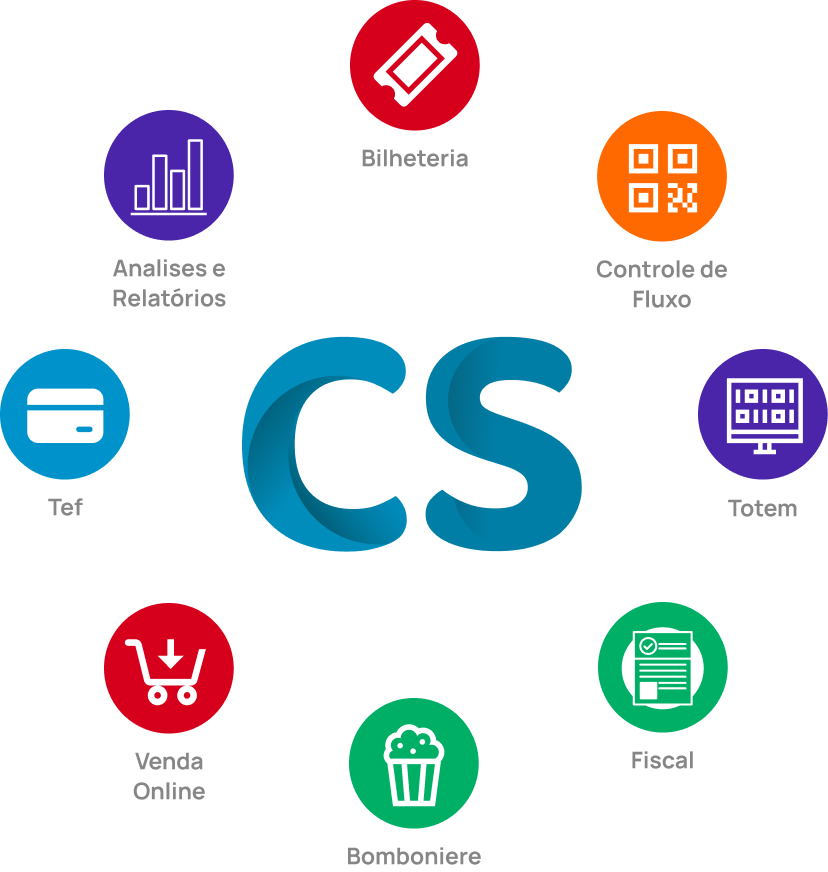 Bilheteria
Analises e
Relatórios
Controle de
Fluxo
CS
Tef
Totem
Venda
Online
Fiscal
Bomboniere